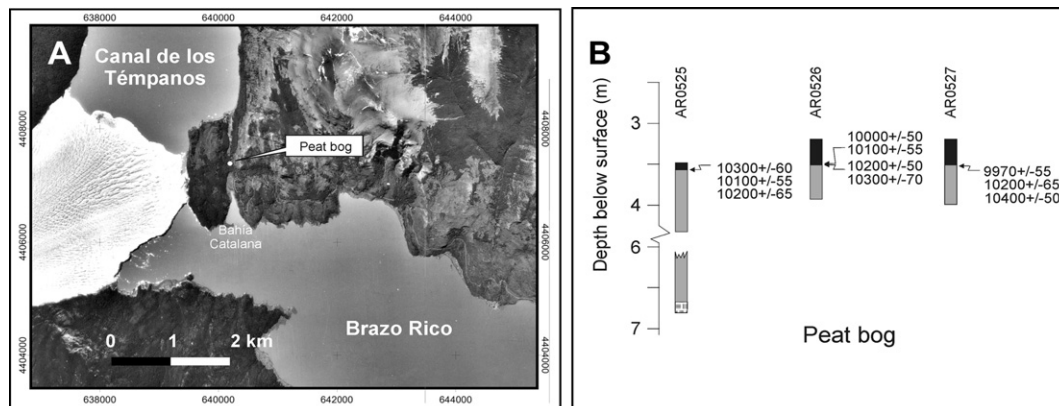 638000 640000 642000 644000
A
Canal de los
Témpanos
Peat bog
4408000 4408000
Bahía
Catalana
4406000 4406000
Brazo Rico
0 1 2 km
4404000 4404000
638000 640000 642000 644000
B
AR0525
AR0526
AR0527
Depth below surface (m)
3
4
6
7
10300+/-60
10100+/-55
10200+/-65
10000+/-50
10100+/-55
10200+/-50
10300+/-70
9970+/-55
10200+/-65
10400+/-50
Peat bog